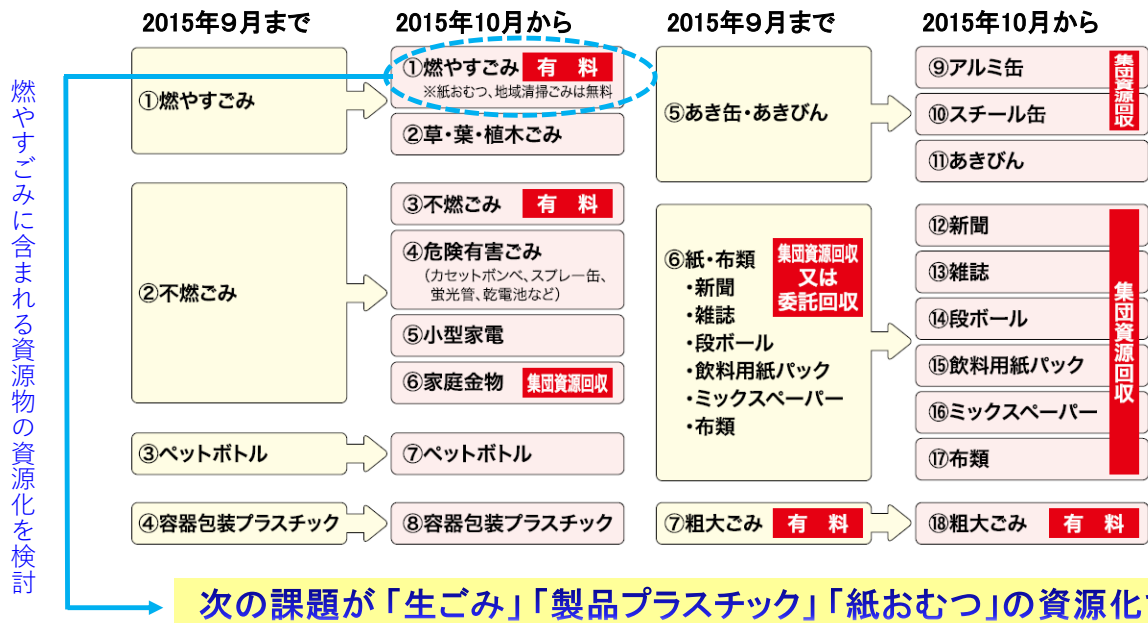 2015年9月まで
2015年10月から
①燃やすごみ
①燃やすごみ 有 料
※紙おむつ、地域清掃ごみは無料
②草・葉・植木ごみ
②不燃ごみ
③不燃ごみ 有 料
④危険有害ごみ
(カセットボンベ、スプレー缶、
蛍光管、乾電池など)
⑤小型家電
⑥家庭金物 集団資源回収
③ペットボトル
⑦ペットボトル
④容器包装プラスチック
⑧容器包装プラスチック
2015年9月まで
2015年10月から
⑤あき缶・あきびん
⑨アルミ缶
⑩スチール缶
集団資源回収
⑪あきびん
⑥紙・布類
・新聞
・雑誌
・段ボール
・飲料用紙パック
・ミックスペーパー
・布類
集団資源回収
又は
委託回収
⑫新聞
⑬雑誌
⑭段ボール
⑮飲料用紙パック
⑯ミックスペーパー
⑰布類
集団資源回収
⑦粗大ごみ 有 料
⑱粗大ごみ 有 料
燃やすごみに含まれる資源物の資源化を検討
次の課題が「生ごみ」「製品プラスチック」「紙おむつ」の資源化